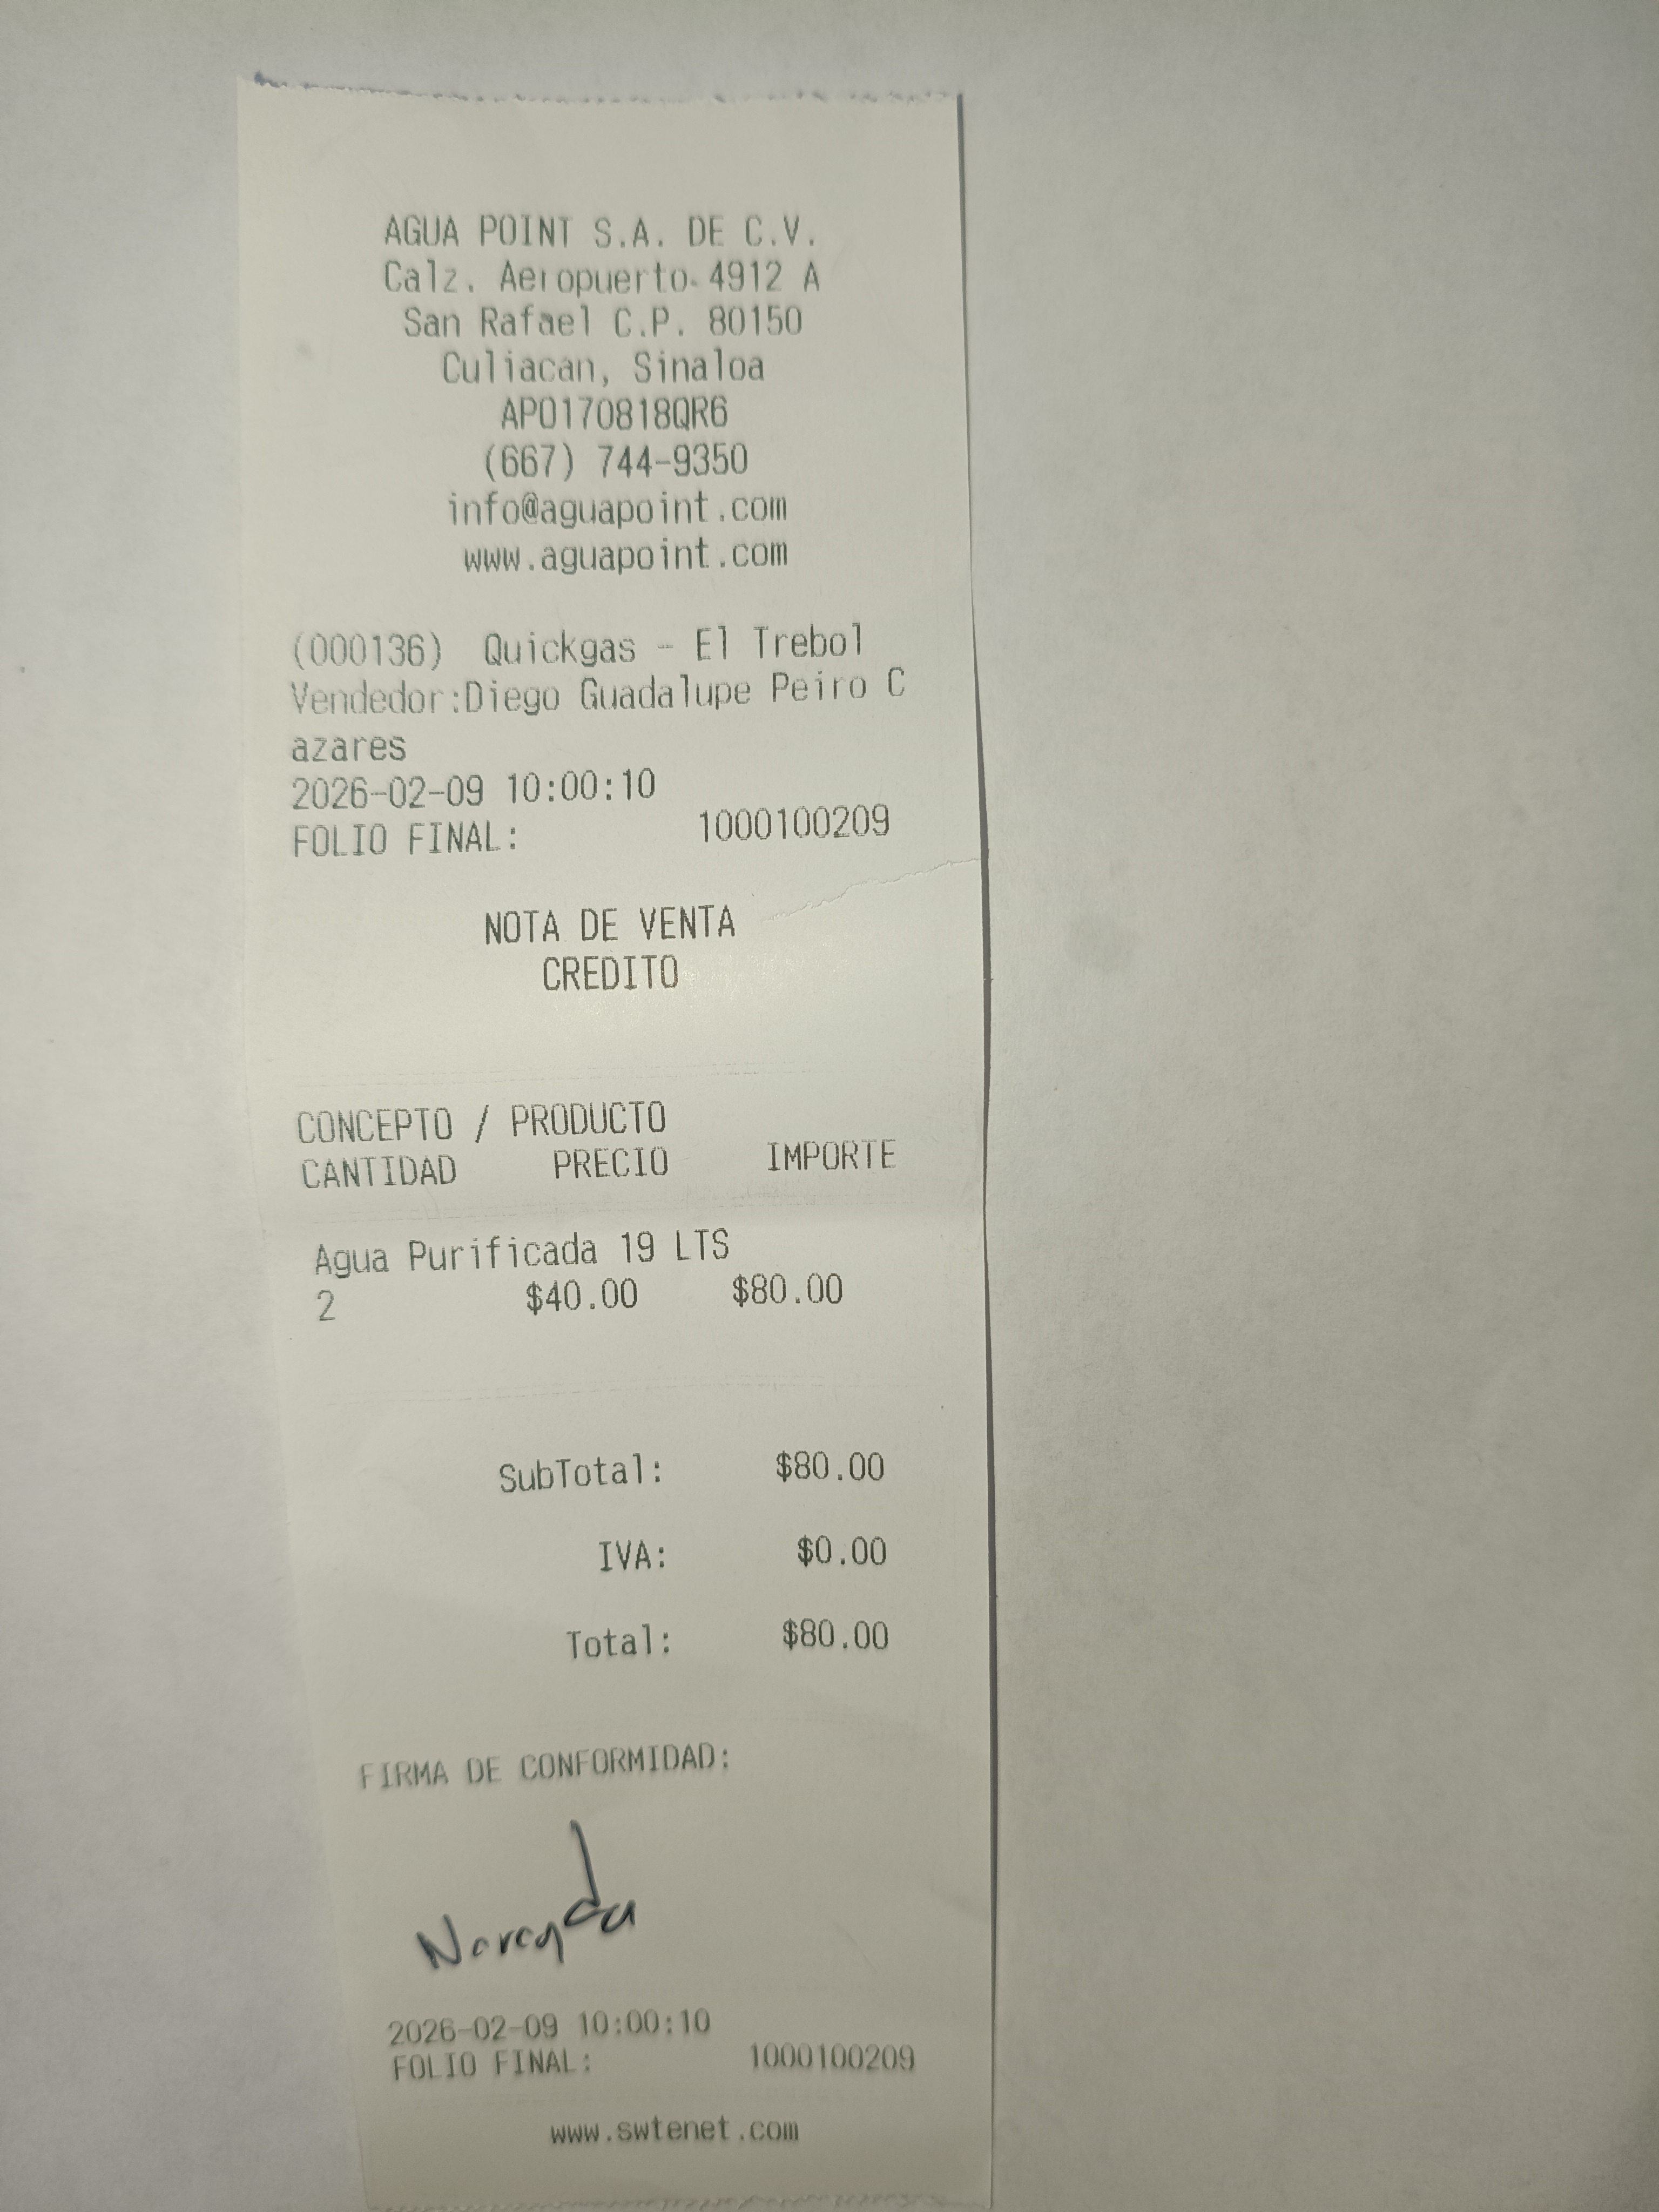 AGUA POINT S.A. DE C.V.
Calz. Aeropuerto 4912 A
San Rafael C.P. 80150
Culiacan, Sinaloa
APO170818QR6
(667) 744-9350
info@aguapoint.com
www.aguapoint.com
(000136) Quickgas - El Trebol
Vendedor:Diego Guadalupe Peiro C
azares
2026-02-09 10:00:10
FOLIO FINAL: 1000100209
NOTA DE VENTA
CREDITO
CONCEPTO / PRODUCTO
CANTIDAD PRECIO IMPORTE
Agua Purificada 19 LTS
2 $40.00 $80.00
SubTotal: $80.00
IVA: $0.00
Total: $80.00
FIRMA DE CONFORMIDAD:
2026-02-09 10:00:10
FOLIO FINAL: 1000100209
www.swtenet.com